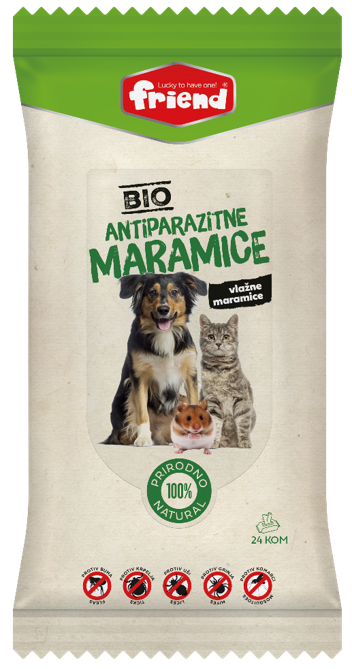 Lucky to have one!
friend®
BIO
ANTIPARAZITNE
MARAMICE
vlažne
maramice
PRIRODNO
100%
NATURAL
24 KOM
PROTIV BUHA
FLEAS
PROTIV KRPELJA
TICKS
PROTIV UŠI
LICES
PROTIV GRINJA
MITES
PROTIV KOMARCI
MOSQUITOES